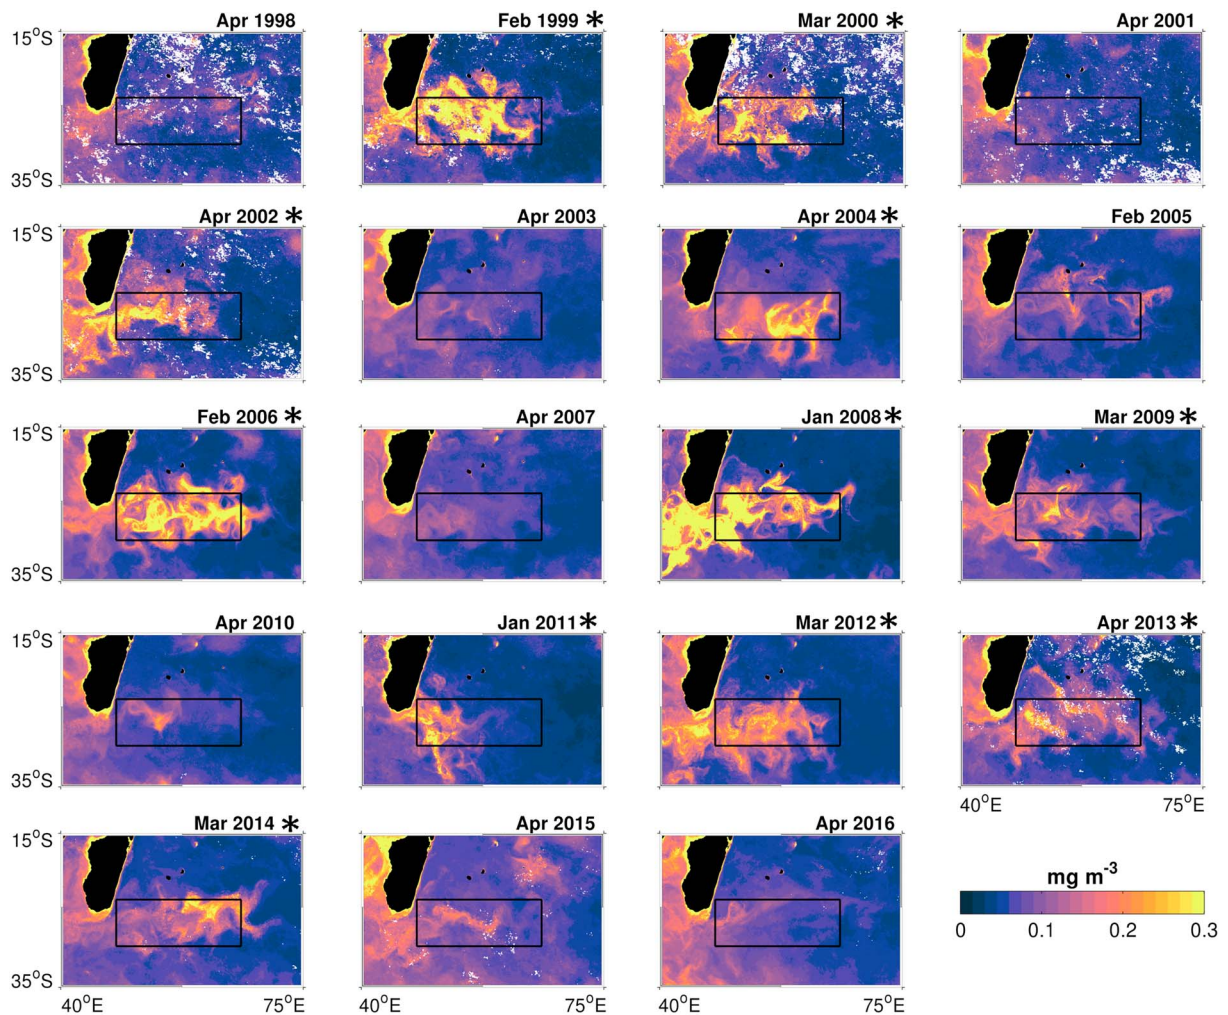 Apr 1998
Feb 1999 *
Mar 2000 *
Apr 2001
15°S
35°S
Apr 2002 *
Apr 2003
Apr 2004 *
Feb 2005
15°S
35°S
Feb 2006 *
Apr 2007
Jan 2008 *
Mar 2009 *
15°S
35°S
Apr 2010
Jan 2011 *
Mar 2012 *
Apr 2013 *
15°S
35°S
40°E 75°E
Mar 2014 *
Apr 2015
Apr 2016
15°S
35°S
40°E 75°E
40°E 75°E
40°E 75°E
mg m⁻³
0 0.1 0.2 0.3